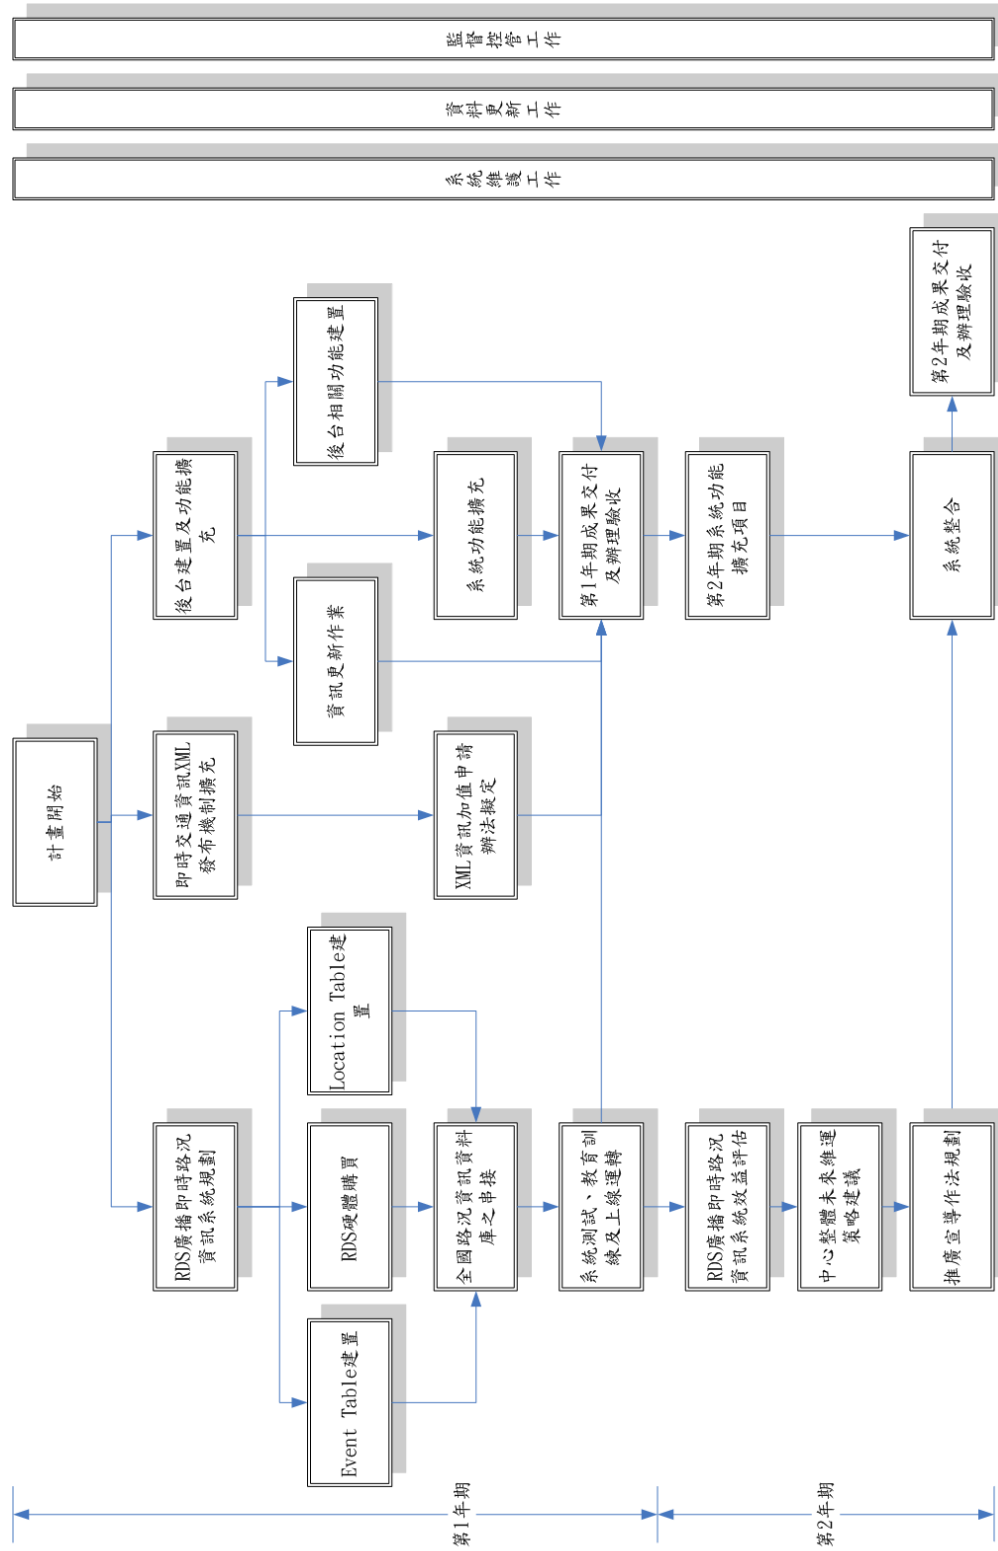 計畫開始
RDS廣播即時路況
資訊系統規劃
即時交通資訊XML
發布機制擴充
後台建置及功能擴
充
Event Table建置
RDS硬體購買
Location Table建
置
資訊更新作業
後台相關功能建置
全國路況資訊資料
庫之串接
XML資訊加值申請
辦法擬定
系統功能擴充
系統測試、教育訓
練及上線運轉
第1年期成果交付
及辦理驗收
RDS廣播即時路況
資訊系統效益評估
第2年期系統功能
擴充項目
中心整體未來維運
策略建議
推廣宣導作法規劃
系統整合
第2年期成果交付
及辦理驗收
第1年期
第2年期
系統維護工作
資料更新工作
監督控管工作